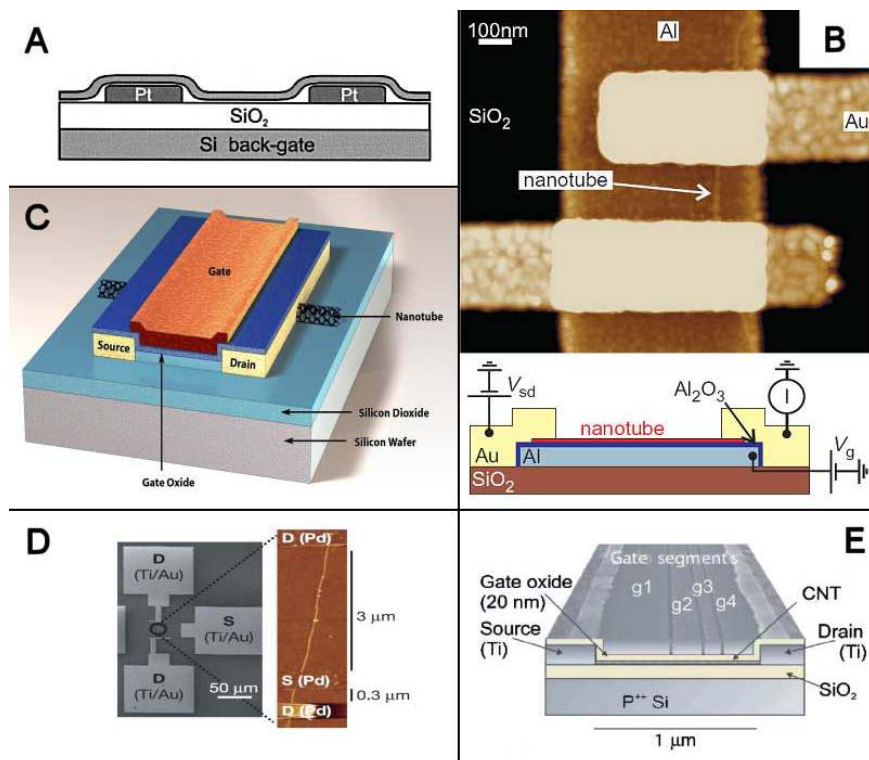 A
Pt
Pt
SiO2
Si back-gate
100nm
Al
B
SiO2
Au
nanotube
C
Gate
Nanotube
Source
Drain
Silicon Dioxide
Silicon Wafer
Gate Oxide
Vsd
Al2O3
I
nanotube
Vg
Au
Al
SiO2
D
D
(Ti/Au)
S
(Ti/Au)
D
(Ti/Au)
50 μm
D (Pd)
3 μm
S (Pd)
0.3 μm
D (Pd)
E
Gate segments
g1
g2
g3
g4
Gate oxide
(20 nm)
CNT
Source
(Ti)
Drain
(Ti)
SiO2
P++ Si
1 μm